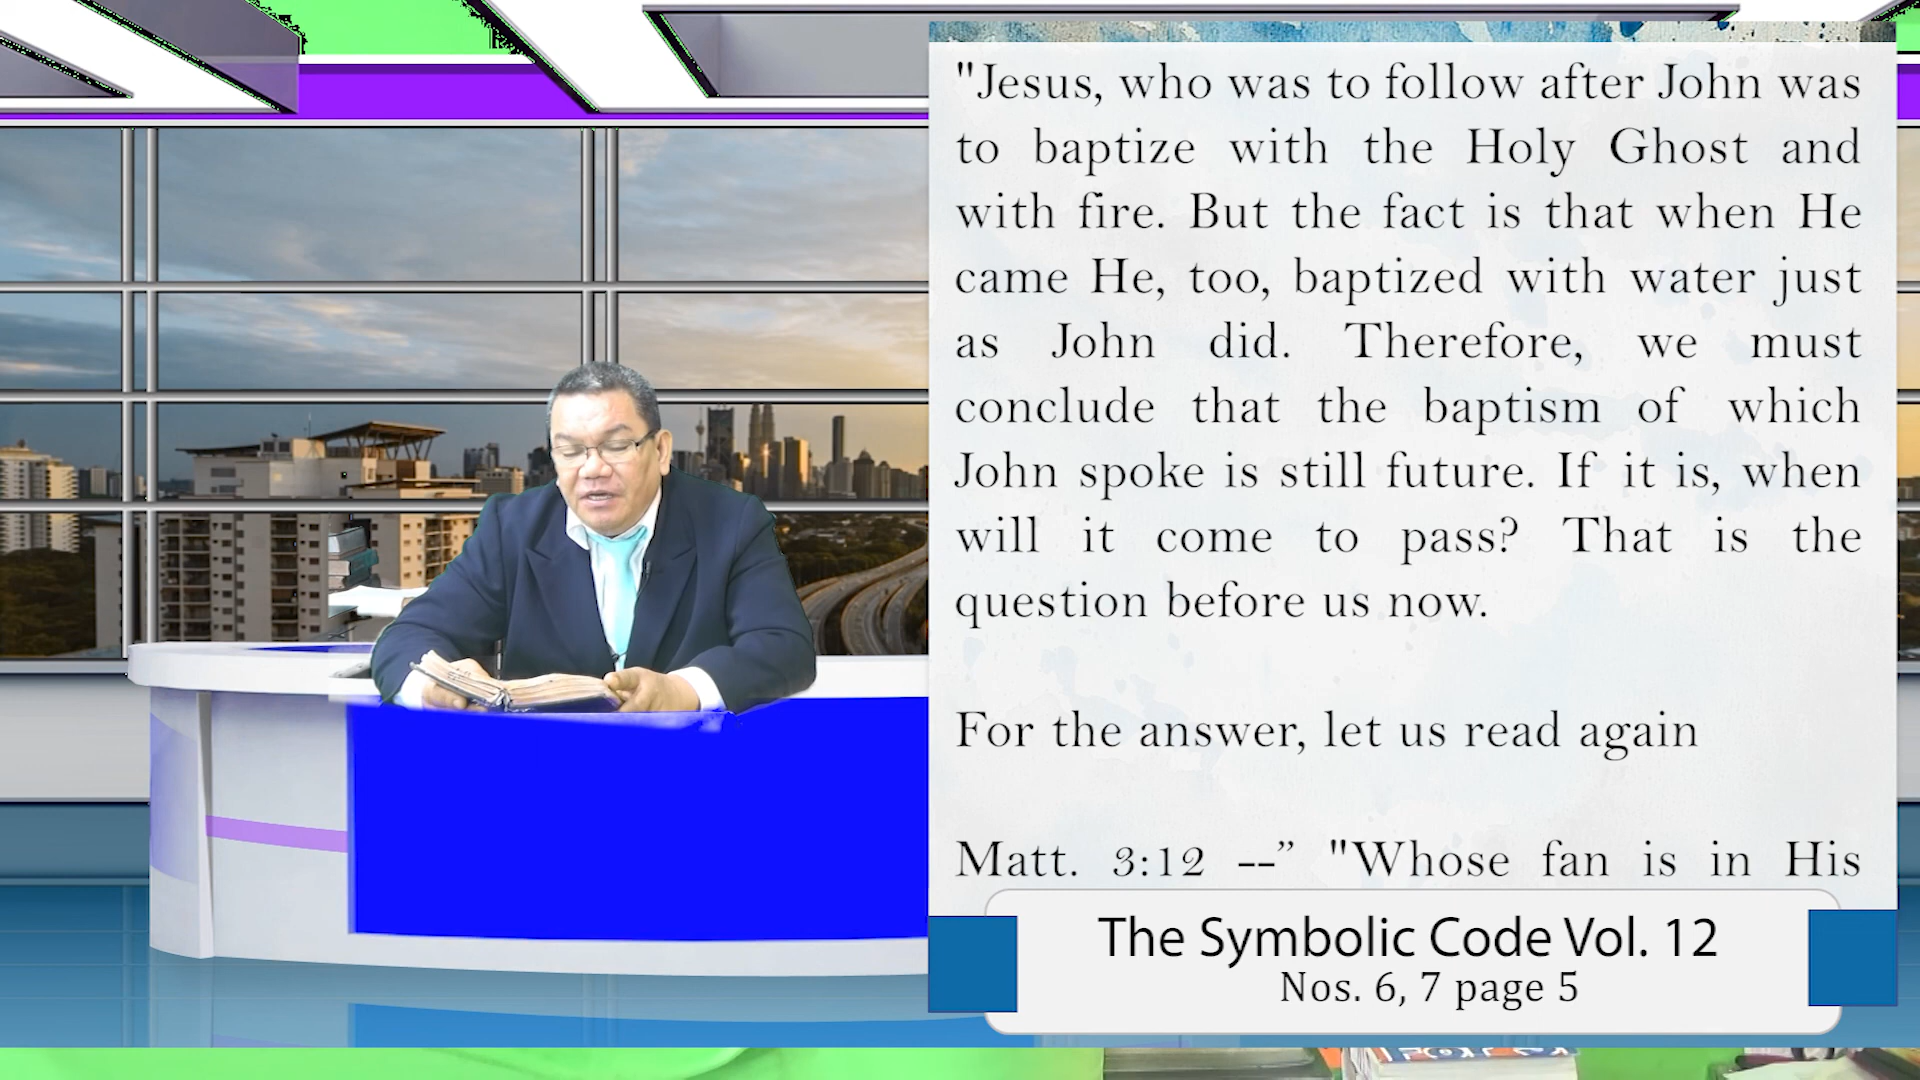 "Jesus, who was to follow after John was
to baptize with the Holy Ghost and
with fire. But the fact is that when He
came He, too, baptized with water just
as John did. Therefore, we must
conclude that the baptism of which
John spoke is still future. If it is, when
will it come to pass? That is the
question before us now.
For the answer, let us read again
Matt. 3:12 --” "Whose fan is in His
The Symbolic Code Vol. 12
Nos. 6, 7 page 5